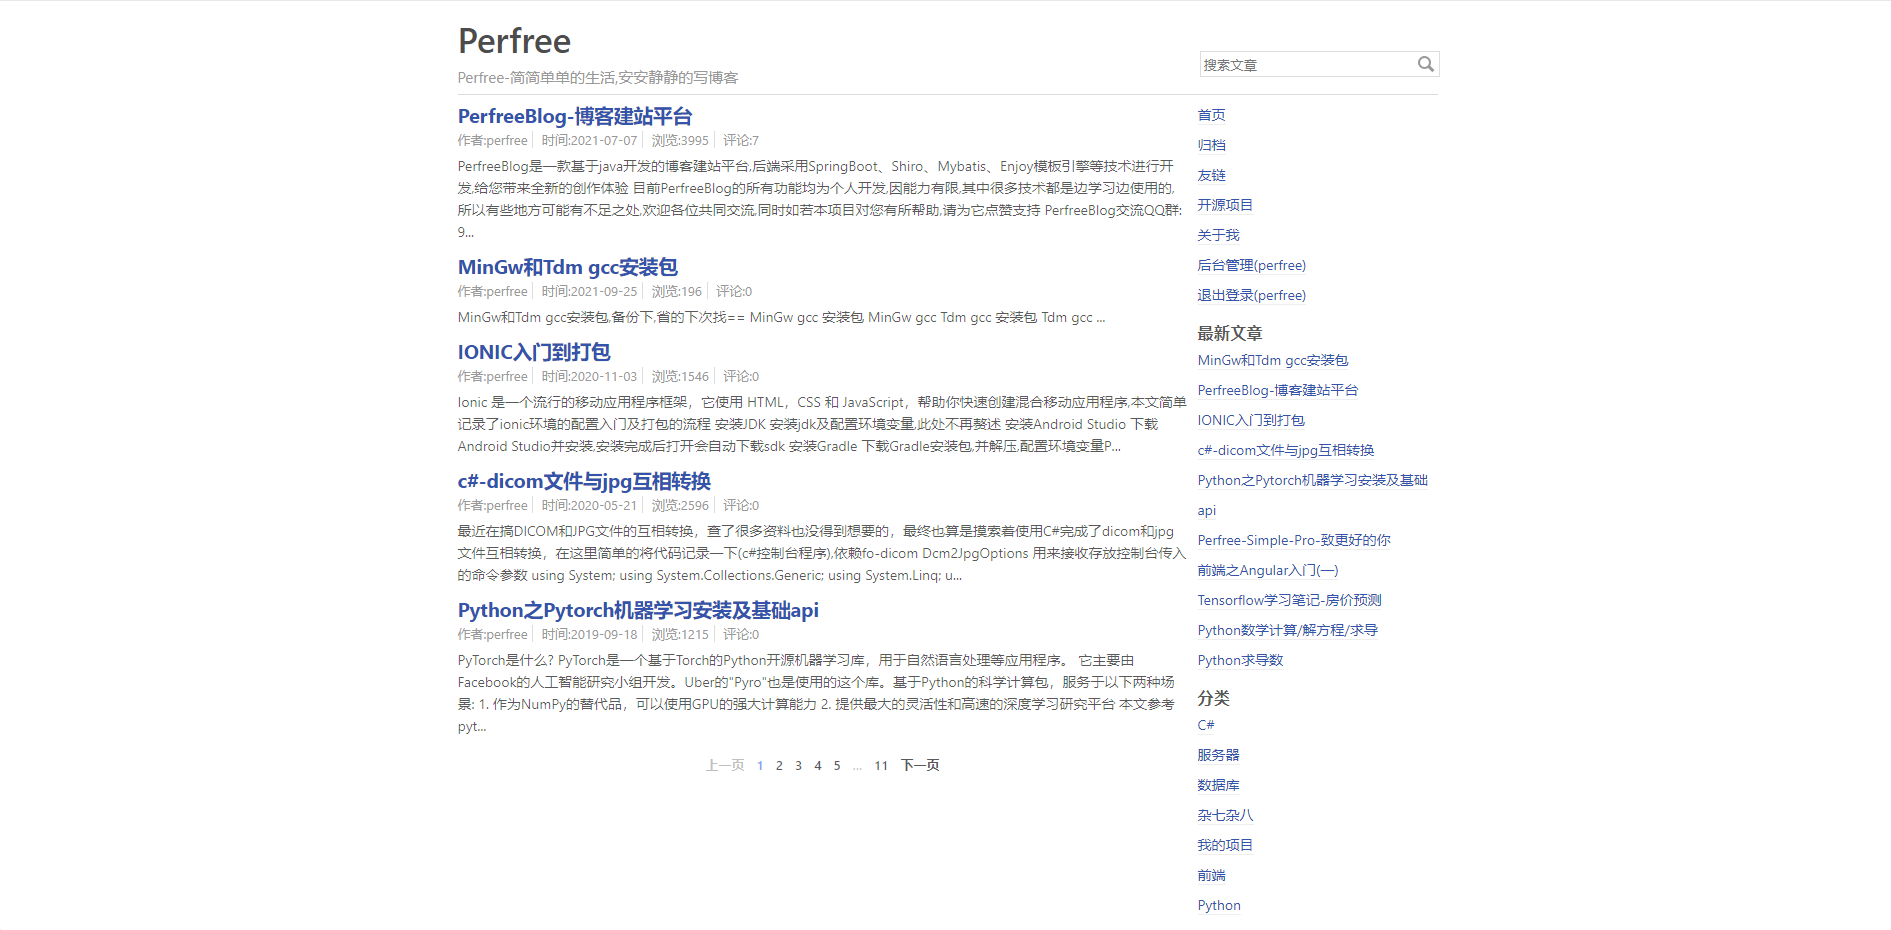 Perfree
Perfree-简简单单的生活,安安静静的写博客
搜索文章
PerfreeBlog-博客建站平台
作者:perfree 时间:2021-07-07 浏览:3995 评论:7
PerfreeBlog是一款基于java开发的博客建站平台,后端采用SpringBoot、Shiro、Mybatis、Enjoy模板引擎等技术进行开
发,给您带来全新的创作体验 目前PerfreeBlog的所有功能均为个人开发,因能力有限,其中很多技术都是边学习边使用的,
所以有些地方可能有不足之处,欢迎各位共同交流,同时如若本项目对您有所帮助,请为它点赞支持 PerfreeBlog交流QQ群:
9...
MinGw和Tdm gcc安装包
作者:perfree 时间:2021-09-25 浏览:196 评论:0
MinGw和Tdm gcc安装包,备份下,省的下次找== MinGw gcc 安装包 MinGw gcc Tdm gcc 安装包 Tdm gcc ...
IONIC入门到打包
作者:perfree 时间:2020-11-03 浏览:1546 评论:0
Ionic 是一个流行的移动应用程序框架，它使用 HTML，CSS 和 JavaScript，帮助你快速创建混合移动应用程序,本文简单
记录了ionic环境的配置入门及打包的流程 安装JDK 安装jdk及配置环境变量,此处不再赘述 安装Android Studio 下载
Android Studio并安装,安装完成后打开会自动下载sdk 安装Gradle 下载Gradle安装包,并解压,配置环境变量P...
c#-dicom文件与jpg互相转换
作者:perfree 时间:2020-05-21 浏览:2596 评论:0
最近在搞DICOM和JPG文件的互相转换，查了很多资料也没得到想要的，最终也算是摸索着使用C#完成了dicom和jpg
文件互相转换，在这里简单的将代码记录一下(c#控制台程序),依赖fo-dicom Dcm2JpgOptions 用来接收存放控制台传入
的命令参数 using System; using System.Collections.Generic; using System.Linq; u...
Python之Pytorch机器学习安装及基础api
作者:perfree 时间:2019-09-18 浏览:1215 评论:0
PyTorch是什么? PyTorch是一个基于Torch的Python开源机器学习库，用于自然语言处理等应用程序。 它主要由
Facebook的人工智能研究小组开发。Uber的"Pyro"也是使用的这个库。基于Python的科学计算包，服务于以下两种场
景: 1. 作为NumPy的替代品，可以使用GPU的强大计算能力 2. 提供最大的灵活性和高速的深度学习研究平台 本文参考
pyt...
上一页 1 2 3 4 5 ... 11 下一页
首页
归档
友链
开源项目
关于我
后台管理(perfree)
退出登录(perfree)
最新文章
MinGw和Tdm gcc安装包
PerfreeBlog-博客建站平台
IONIC入门到打包
c#-dicom文件与jpg互相转换
Python之Pytorch机器学习安装及基础
api
Perfree-Simple-Pro-致更好的你
前端之Angular入门(一)
Tensorflow学习笔记-房价预测
Python数学计算/解方程/求导
Python求导数
分类
C#
服务器
数据库
杂七杂八
我的项目
前端
Python